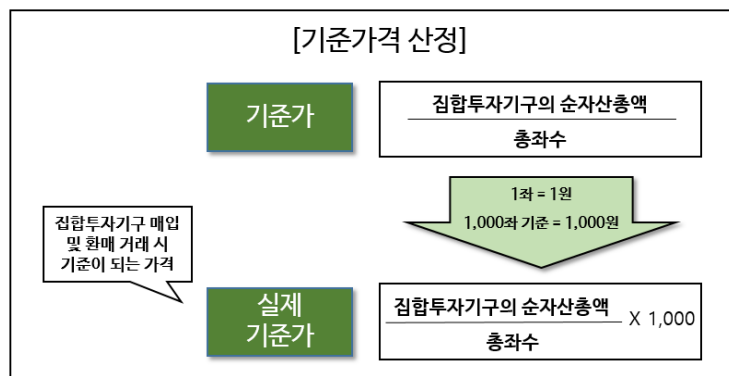 [기준가격 산정]
기준가
집합투자기구의 순자산총액
총좌수
1좌 = 1원
1,000좌 기준 = 1,000원
집합투자기구 매입
및 환매 거래 시
기준이 되는 가격
실제
기준가
집합투자기구의 순자산총액
X 1,000
총좌수